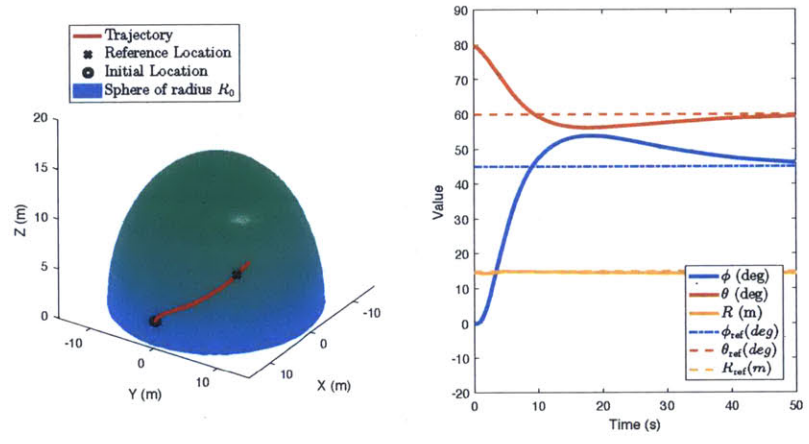 Trajectory
Reference Location
Initial Location
Sphere of radius R₀
20
15
10
5
0
Z (m)
-10
0
10
Y (m)
10
0
-10
X (m)
90
80
70
60
50
40
30
20
10
0
-10
-20
Value
0
10
20
30
40
50
Time (s)
ϕ (deg)
θ (deg)
R (m)
ϕref(deg)
θref(deg)
Rref(m)